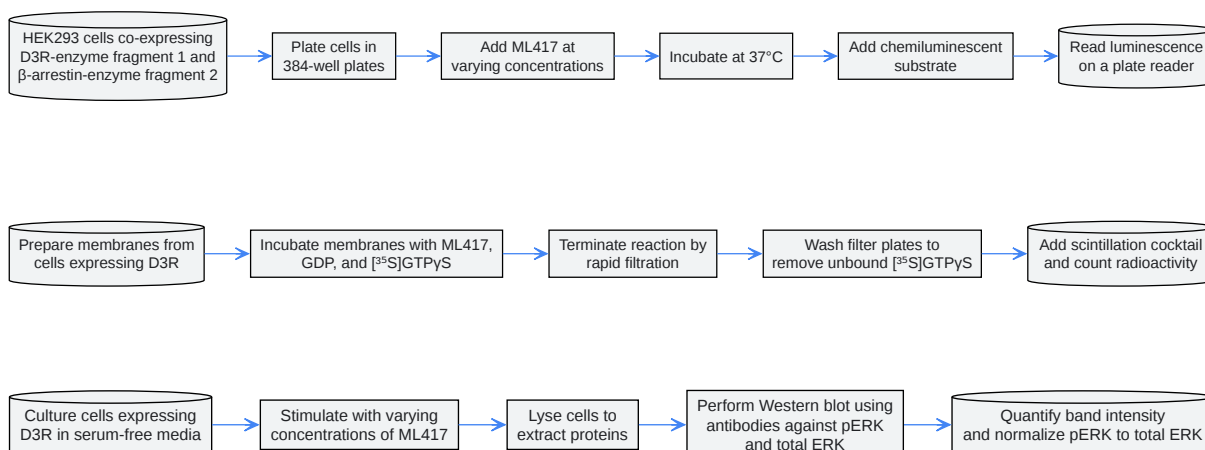 HEK293 cells co-expressing
D3R-enzyme fragment 1 and
β-arrestin-enzyme fragment 2
Plate cells in
384-well plates
Add ML417 at
varying concentrations
Incubate at 37°C
Add chemiluminescent
substrate
Read luminescence
on a plate reader
Prepare membranes from
cells expressing D3R
Incubate membranes with ML417,
GDP, and [³⁵S]GTPγS
Terminate reaction by
rapid filtration
Wash filter plates to
remove unbound [³⁵S]GTPγS
Add scintillation cocktail
and count radioactivity
Culture cells expressing
D3R in serum-free media
Stimulate with varying
concentrations of ML417
Lyse cells to
extract proteins
Perform Western blot using
antibodies against pERK
and total ERK
Quantify band intensity
and normalize pERK to total ERK